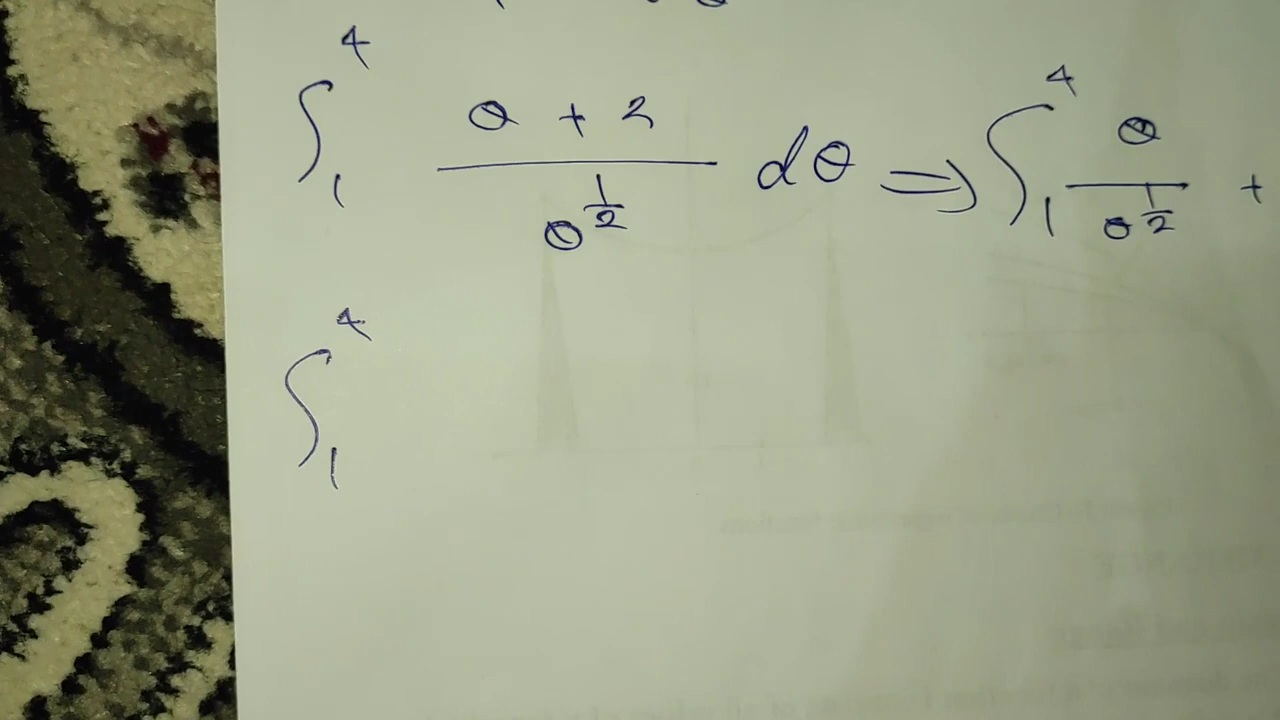 ∫₁⁴ (θ + 2)/θ^(1/2) dθ ⇒ ∫₁⁴ θ/θ^(1/2) +
∫₁⁴